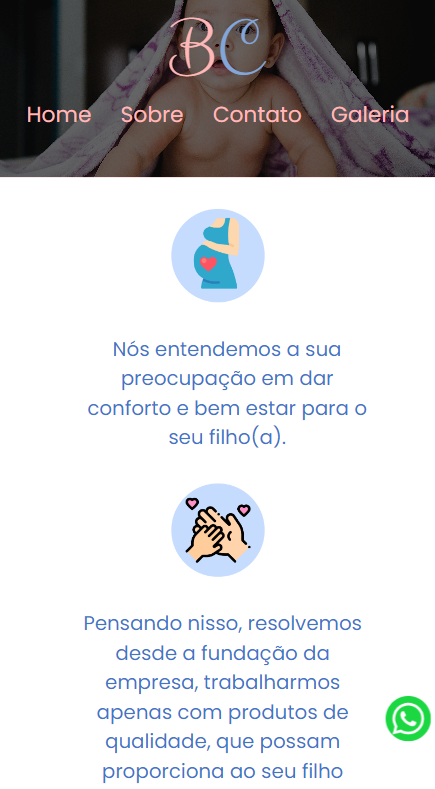 BC
Home Sobre Contato Galeria
Nós entendemos a sua
preocupação em dar
conforto e bem estar para o
seu filho(a).
Pensando nisso, resolvemos
desde a fundação da
empresa, trabalharmos
apenas com produtos de
qualidade, que possam
proporciona ao seu filho